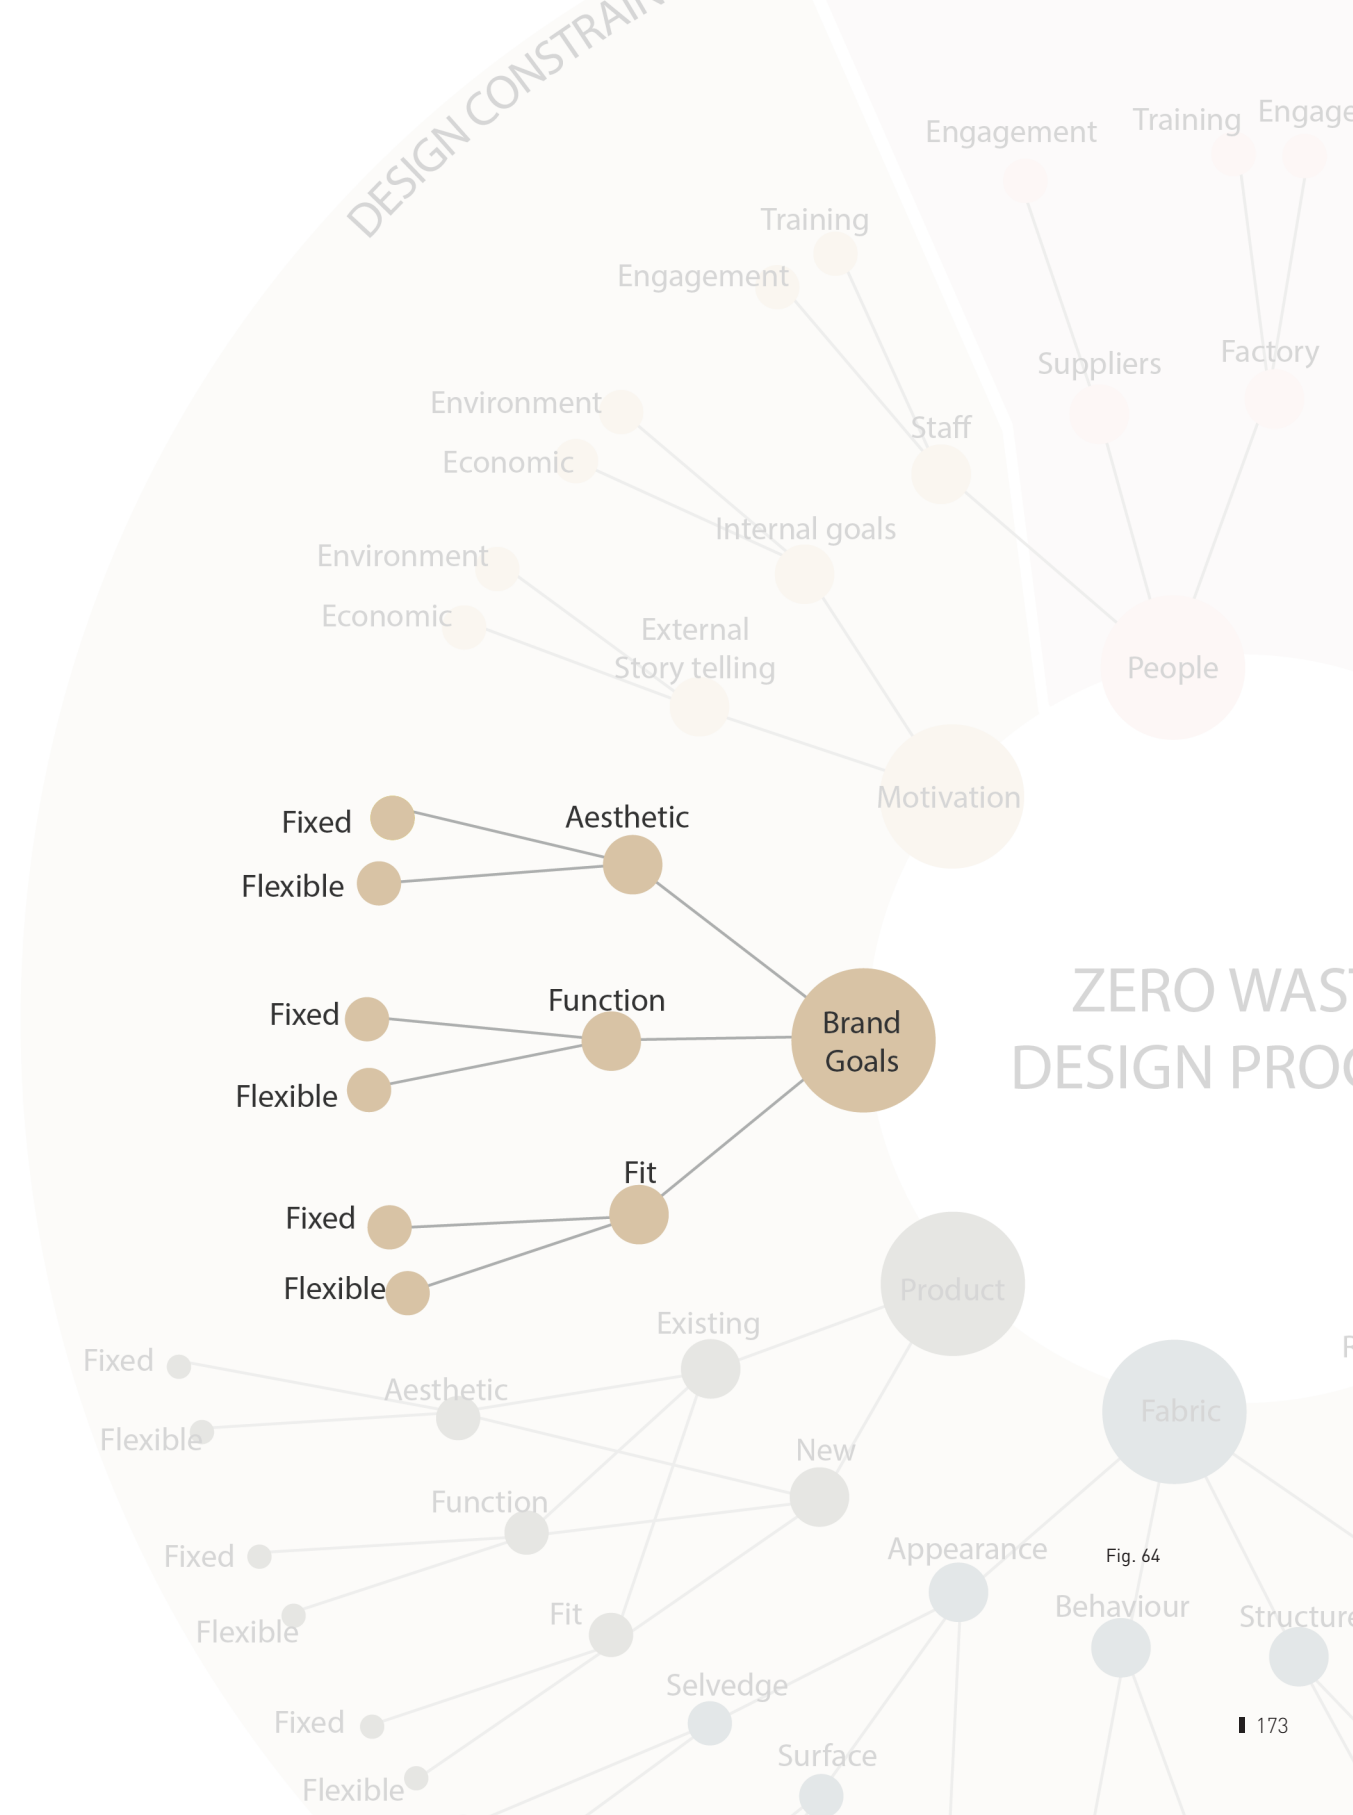 DESIGN CONSTRAIN
Engagement
Training
Engage
Training
Engagement
Suppliers
Factory
Environment
Staff
Economic
Internal goals
Environment
Economic
External
Story telling
People
Motivation
Aesthetic
Fixed
Flexible
ZERO WAST
Function
Fixed
Brand
Goals
DESIGN PROC
Flexible
Fit
Fixed
Flexible
Product
Existing
Fixed
Aesthetic
Fabric
Flexible
New
Function
Fixed
Appearance
Fig. 64
Behaviour
Structure
Fit
Flexible
Selvedge
Fixed
173
Surface
Flexible